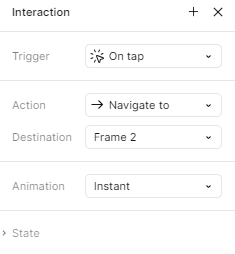 Interaction
Trigger On tap
Action Navigate to
Destination Frame 2
Animation Instant
State